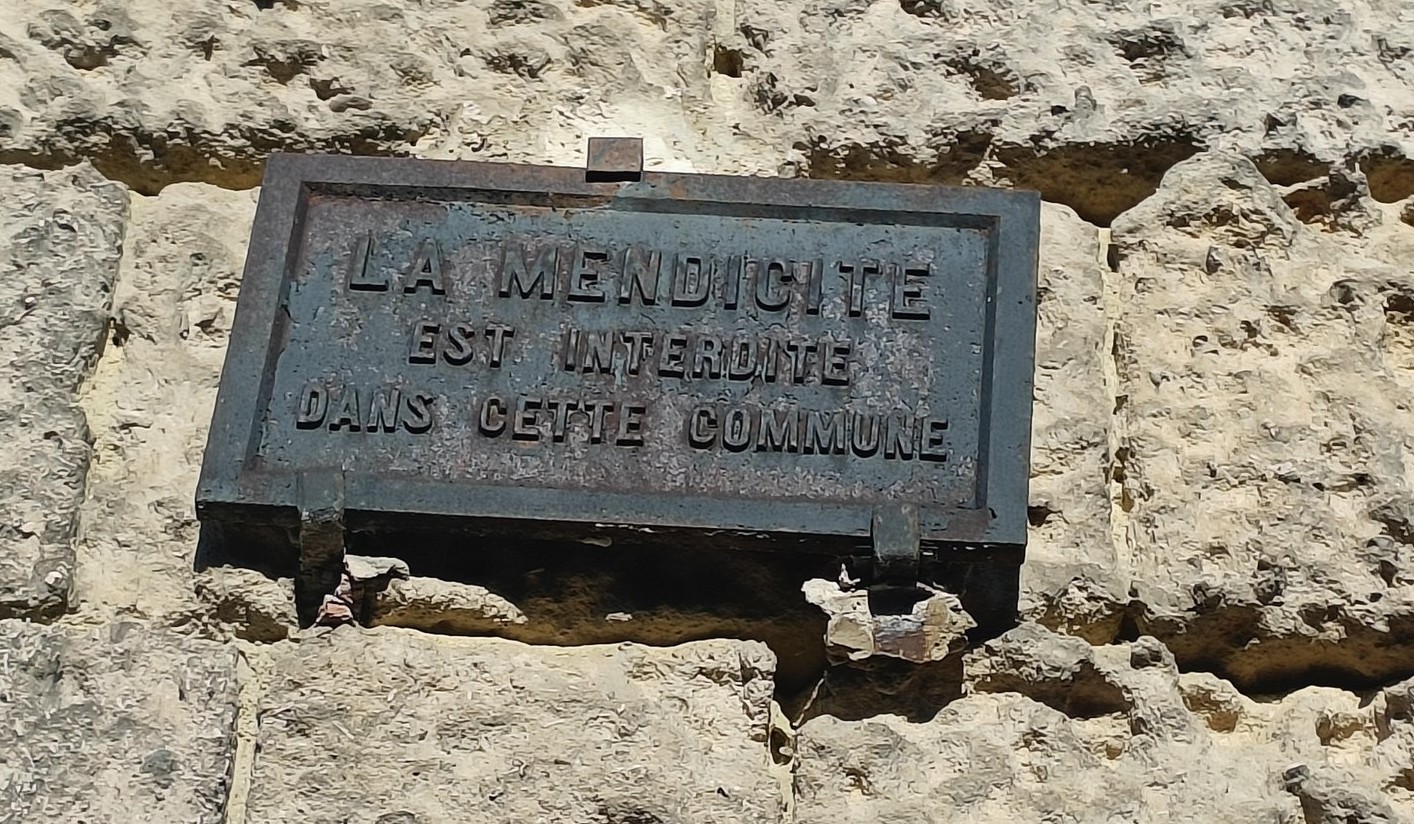 LA MENDICITE
EST INTERDITE
DANS CETTE COMMUNE